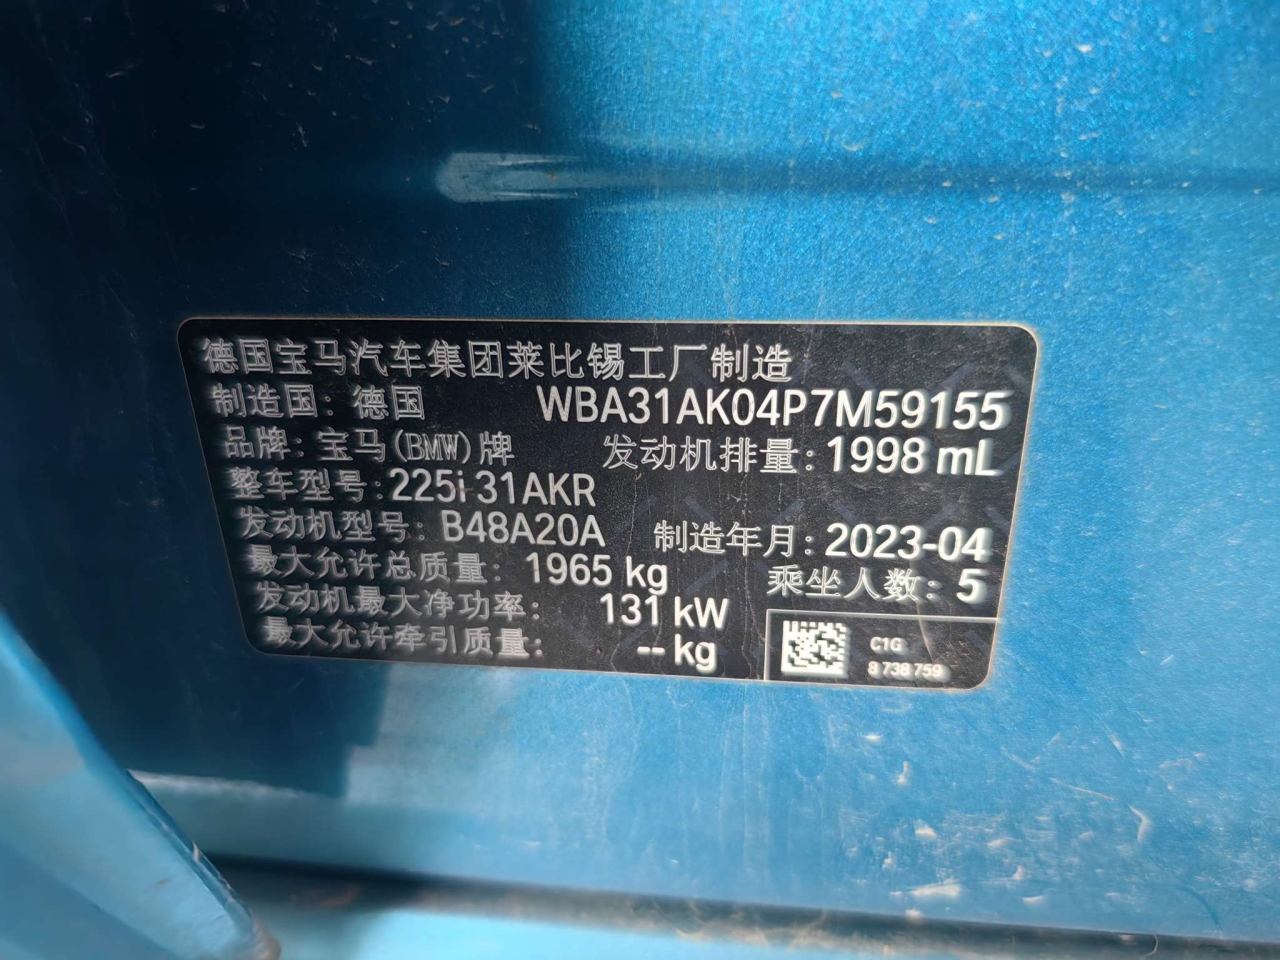 德国宝马汽车集团莱比锡工厂制造
制造国: 德国 WBA31AK04P7M59155
品牌: 宝马(BMW)牌 发动机排量: 1998 mL
整车型号: 225i 31AKR
发动机型号: B48A20A 制造年月: 2023-04
最大允许总质量: 1965 kg 乘坐人数: 5
发动机最大净功率: 131 kW
最大允许牵引质量: -- kg
C1G
8 738 759